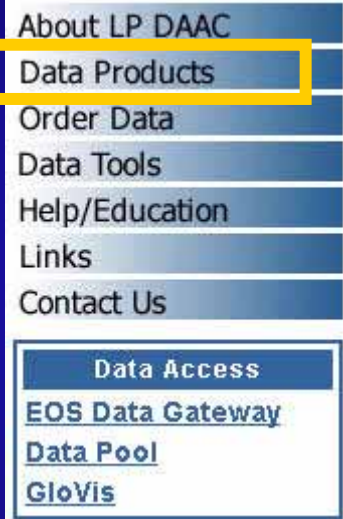 About LP DAAC
Data Products
Order Data
Data Tools
Help/Education
Links
Contact Us
Data Access
EOS Data Gateway
Data Pool
GloVis